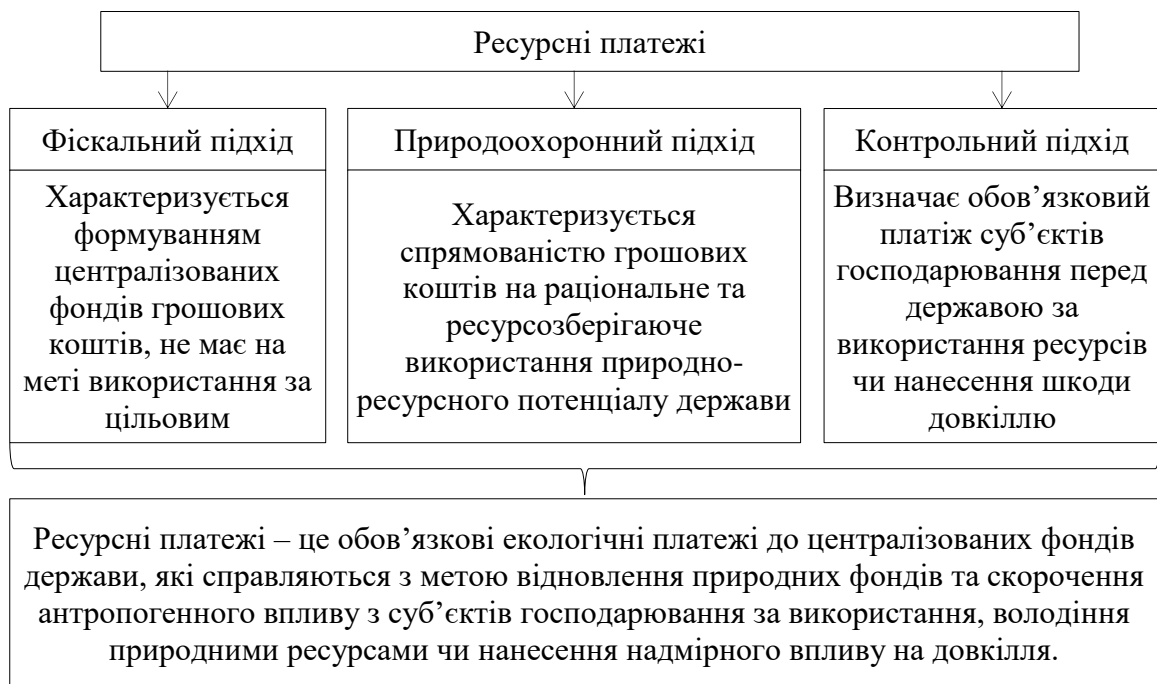 Ресурсні платежі
Фіскальний підхід
Характеризується
формуванням
централізованих
фондів грошових
коштів, не має на
меті використання за
цільовим
Природоохоронний підхід
Характеризується
спрямованістю грошових
коштів на раціональне та
ресурсозберігаюче
використання природно-
ресурсного потенціалу держави
Контрольний підхід
Визначає обов’язковий
платіж суб’єктів
господарювання перед
державою за
використання ресурсів
чи нанесення шкоди
довкіллю
Ресурсні платежі – це обов’язкові екологічні платежі до централізованих фондів
держави, які справляються з метою відновлення природних фондів та скорочення
антропогенного впливу з суб’єктів господарювання за використання, володіння
природними ресурсами чи нанесення надмірного впливу на довкілля.